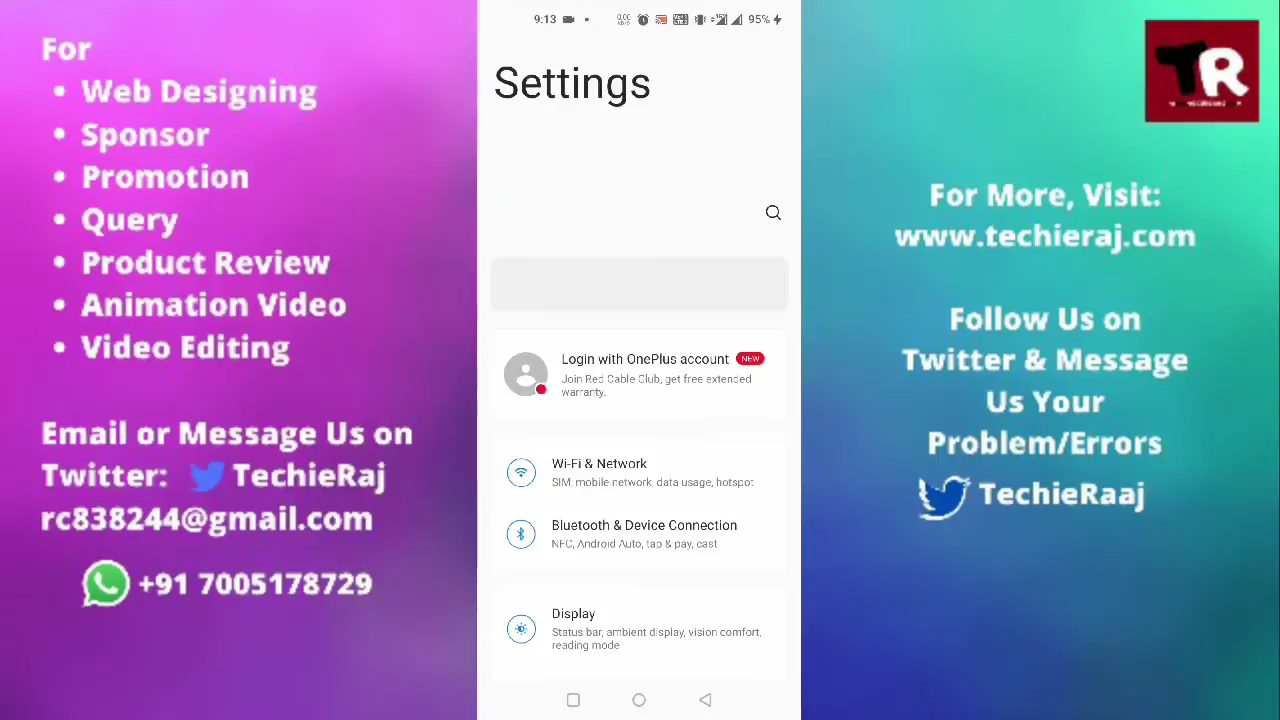 For
• Web Designing
• Sponsor
• Promotion
• Query
• Product Review
• Animation Video
• Video Editing
Email or Message Us on
Twitter: TechieRaj
rc838244@gmail.com
+91 7005178729
9:13
95%
Settings
Login with OnePlus account NEW
Join Red Cable Club, get free extended
warranty.
Wi-Fi & Network
SIM, mobile network, data usage, hotspot
Bluetooth & Device Connection
NFC, Android Auto, tap & pay, cast
Display
Status bar, ambient display, vision comfort,
reading mode
TR
For More, Visit:
www.techieraj.com
Follow Us on
Twitter & Message
Us Your
Problem/Errors
TechieRaaj